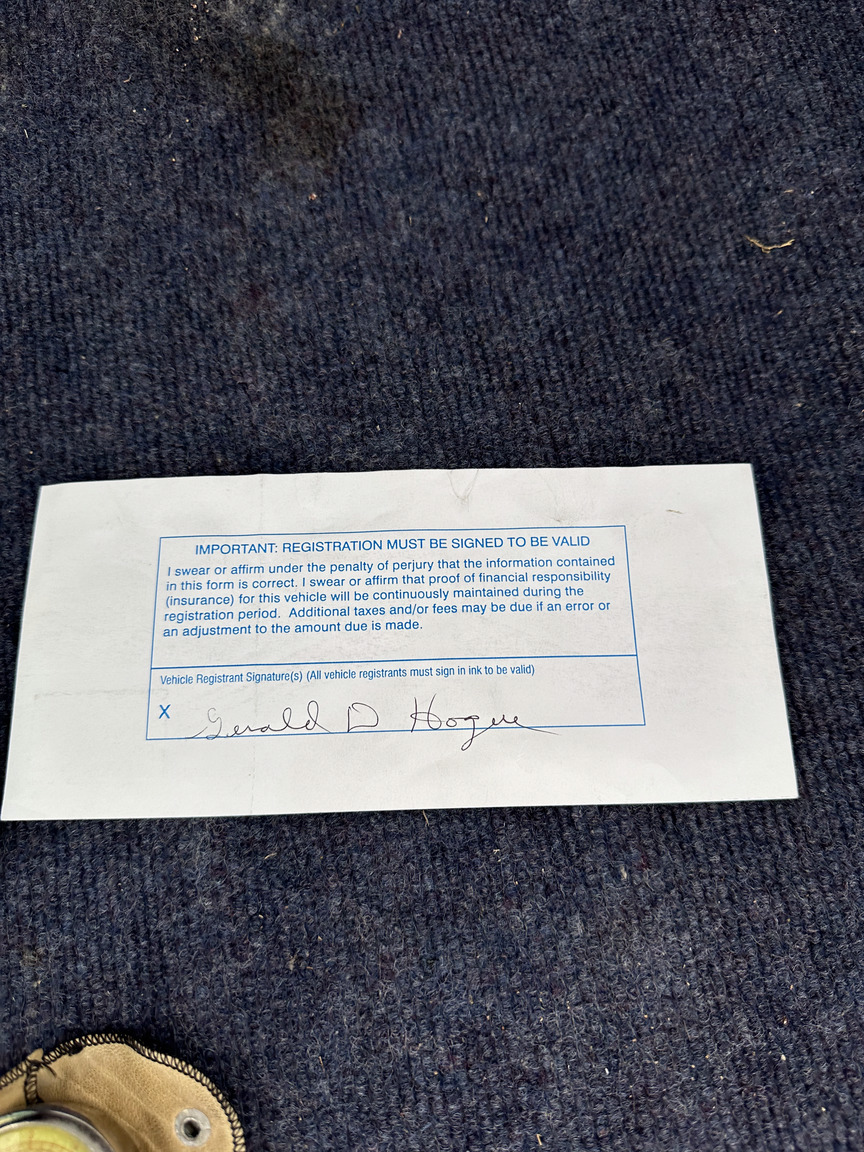 IMPORTANT: REGISTRATION MUST BE SIGNED TO BE VALID
I swear or affirm under the penalty of perjury that the information contained
in this form is correct. I swear or affirm that proof of financial responsibility
(insurance) for this vehicle will be continuously maintained during the
registration period. Additional taxes and/or fees may be due if an error or
an adjustment to the amount due is made.
Vehicle Registrant Signature(s) (All vehicle registrants must sign in ink to be valid)
X Gerald D Hogue